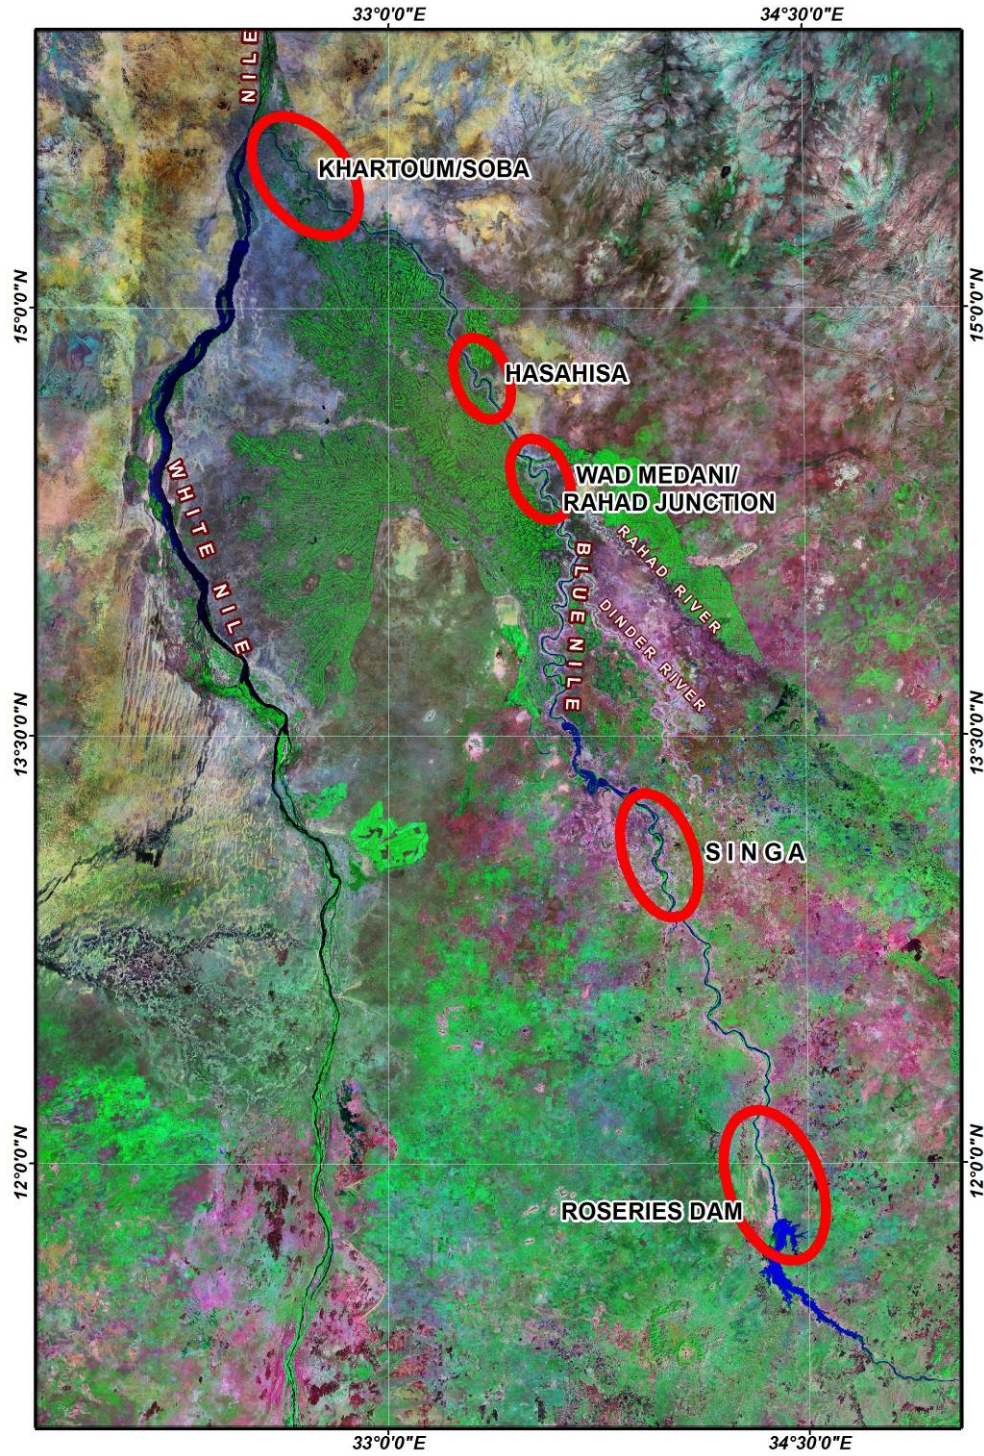 33°0'0"E
34°30'0"E
NILE
KHARTOUM/SOBA
15°0'0"N
15°0'0"N
HASAHISA
WAD MEDANI/
RAHAD JUNCTION
WHITE NILE
RAHAD RIVER
BLUE NILE
DINDER RIVER
13°30'0"N
13°30'0"N
SINGA
12°0'0"N
12°0'0"N
ROSERIES DAM
33°0'0"E
34°30'0"E